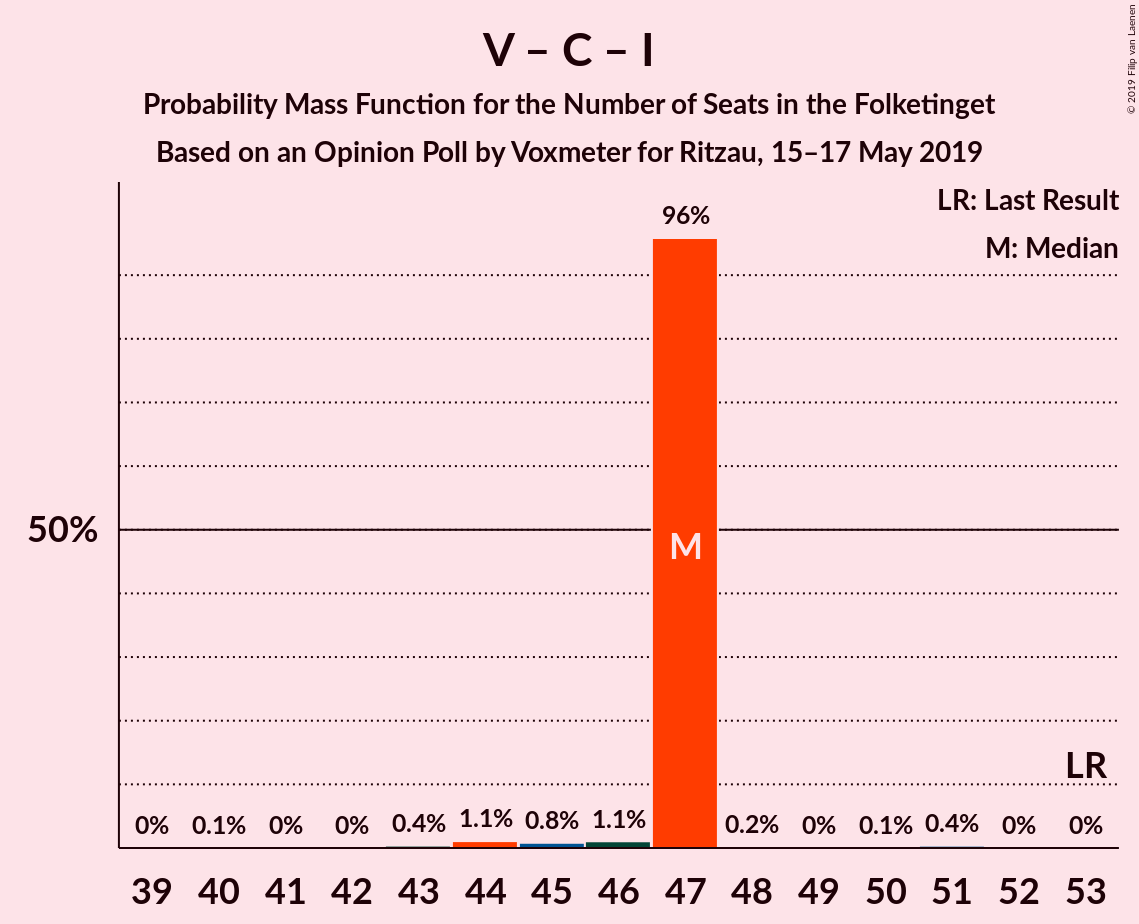 V – C – I
Probability Mass Function for the Number of Seats in the Folketinget
Based on an Opinion Poll by Voxmeter for Ritzau, 15–17 May 2019
© 2019 Filip van Laenen
LR: Last Result
M: Median
96%
50%
M
LR
0% 0.1% 0% 0% 0.4% 1.1% 0.8% 1.1% 0.2% 0% 0.1% 0.4% 0% 0%
39 40 41 42 43 44 45 46 47 48 49 50 51 52 53